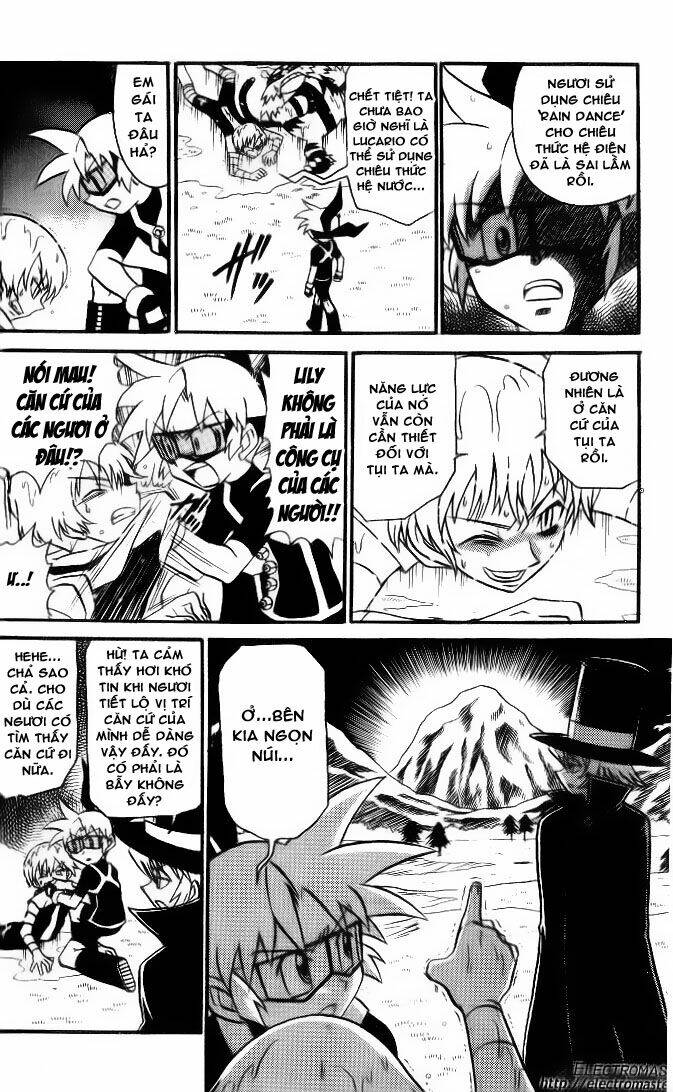 NGƯƠI SỬ
DỤNG CHIÊU
'RAIN DANCE'
CHO CHIÊU
THỨC HỆ ĐIỆN
ĐÃ LÀ SAI LẦM
RỒI.
CHẾT TIỆT! TA
CHƯA BAO
GIỜ NGHĨ LÀ
LUCARIO CÓ
THỂ SỬ DỤNG
CHIÊU THỨC
HỆ NƯỚC...
EM
GÁI TA
ĐÂU
HẢ?
ĐƯƠNG
NHIÊN LÀ
Ở CĂN
CỨ CỦA
TỤI TA
RỒI.
NĂNG LỰC
CỦA NÓ
VẪN CÒN
CẦN THIẾT
ĐỐI VỚI
TỤI TA MÀ.
LILY
KHÔNG
PHẢI LÀ
CÔNG CỤ
CỦA CÁC
NGƯỜI!!
NÓI MAU!
CĂN CỨ CỦA
CÁC NGƯƠI Ở
ĐÂU!?
Ư...!
Ở...BÊN
KIA NGỌN
NÚI...
HỪ! TA CẢM
THẤY HƠI KHÓ
TIN KHI NGƯƠI
TIẾT LỘ VỊ TRÍ
CĂN CỨ CỦA
MÌNH DỄ DÀNG
VẬY ĐẤY. ĐÓ
CÓ PHẢI LÀ
BẪY KHÔNG
ĐẤY?
HEHE...
CHẢ SAO
CẢ. CHO
DÙ CÁC
NGƯƠI CÓ
TÌM THẤY
CĂN CỨ ĐI
NỮA.
ELECTROMAS
http://electromaste